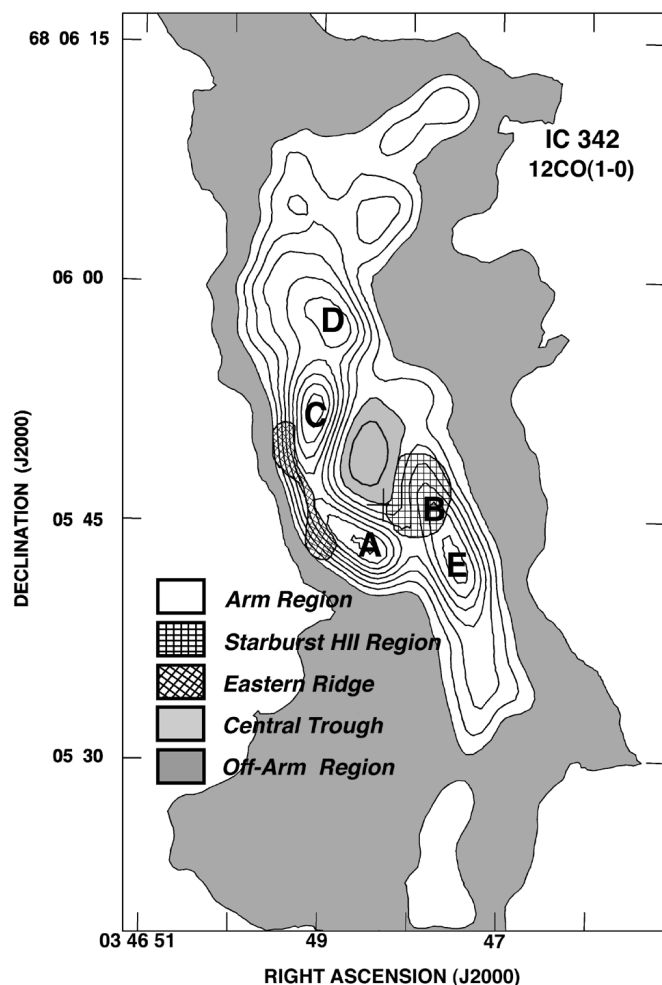 68 06 15
IC 342
12CO(1-0)
06 00
D
C
DECLINATION (J2000)
05 45
B
A
E
Arm Region
Starburst HII Region
Eastern Ridge
Central Trough
05 30
Off-Arm Region
03 46 51
49
47
RIGHT ASCENSION (J2000)